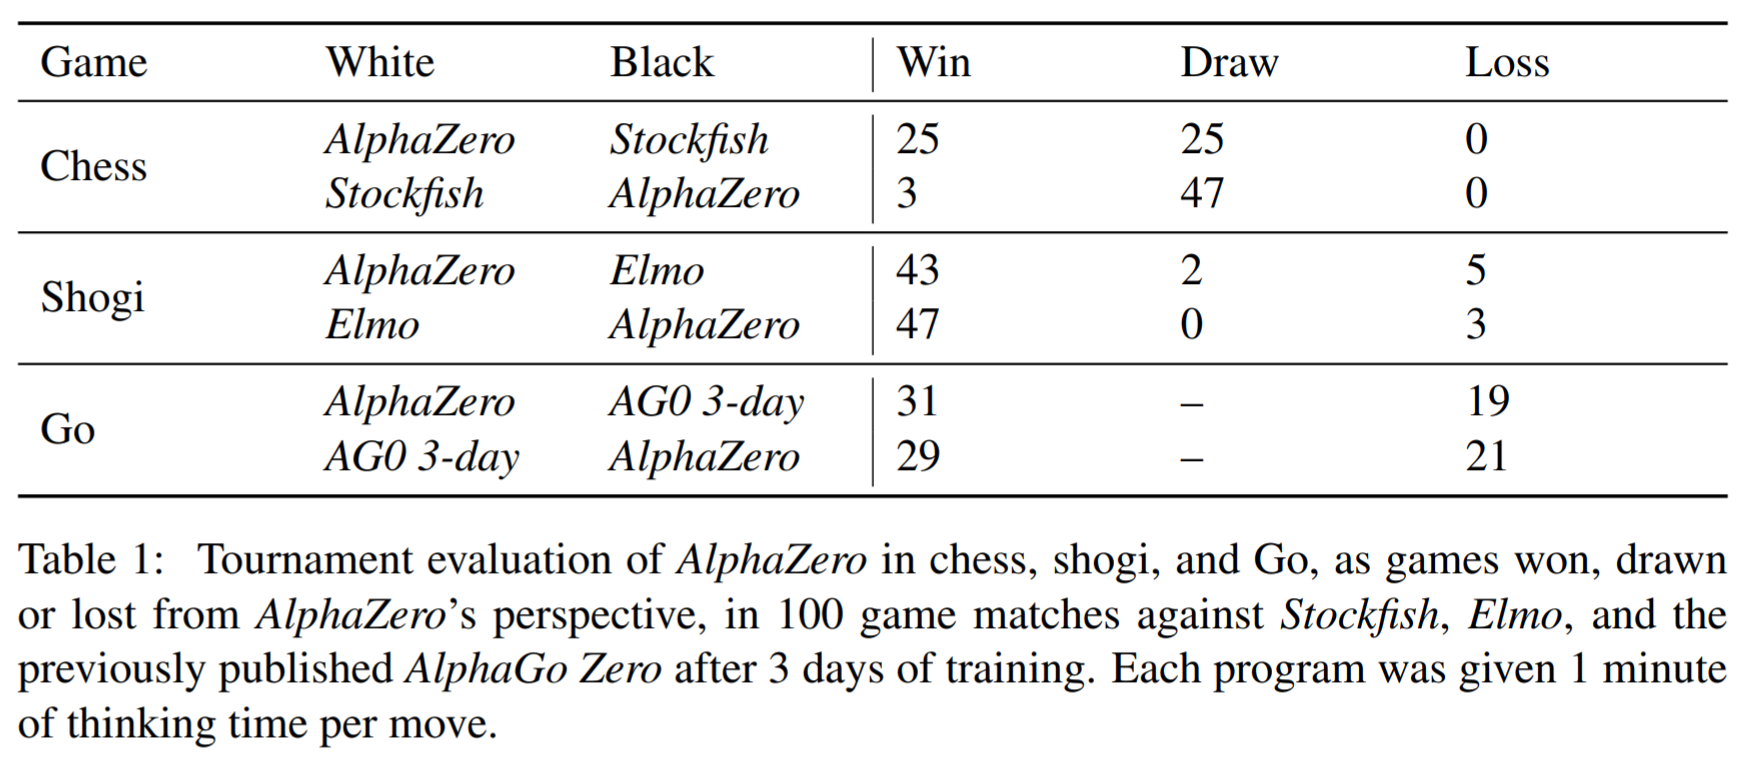 Game White Black Win Draw Loss
Chess AlphaZero Stockfish 25 25 0
Stockfish AlphaZero 3 47 0
Shogi AlphaZero Elmo 43 2 5
Elmo AlphaZero 47 0 3
Go AlphaZero AG0 3-day 31 – 19
AG0 3-day AlphaZero 29 – 21
Table 1: Tournament evaluation of AlphaZero in chess, shogi, and Go, as games won, drawn
or lost from AlphaZero’s perspective, in 100 game matches against Stockfish, Elmo, and the
previously published AlphaGo Zero after 3 days of training. Each program was given 1 minute
of thinking time per move.